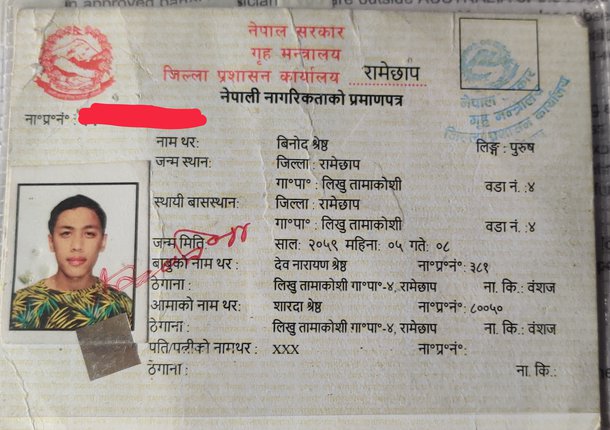 in approved
नेपाल सरकार
गृह मन्त्रालय
जिल्ला प्रशासन कार्यालय रामेछाप
नेपाली नागरिकताको प्रमाणपत्र
नेपाल सरकार
गृह मन्त्रालय
जिल्ला प्रशासन कार्यालय
ना°प्र°नं° :
नाम थर: बिनोद श्रेष्ठ लिङ्ग : पुरुष
जन्म स्थान: जिल्ला : रामेछाप
गा°पा° : लिखु तामाकोशी वडा नं. :४
स्थायी बासस्थान: जिल्ला : रामेछाप
गा°पा° : लिखु तामाकोशी वडा नं. :४
जन्म मिति: साल: २०५९ महिना: ०५ गते: ०८
बाबुको नाम थर : देव नारायण श्रेष्ठ ना°प्र°नं°: ३८१
ठेगाना : लिखु तामाकोशी गा°पा°-४, रामेछाप ना. कि.: वंशज
आमाको नाम थर : शारदा श्रेष्ठ ना°प्र°नं°: ८००५०
ठेगाना : लिखु तामाकोशी गा°पा°-४, रामेछाप ना. कि.: वंशज
पति/पत्नीको नामथर : XXX ना°प्र°नं°:
ठेगाना: ना. कि.: